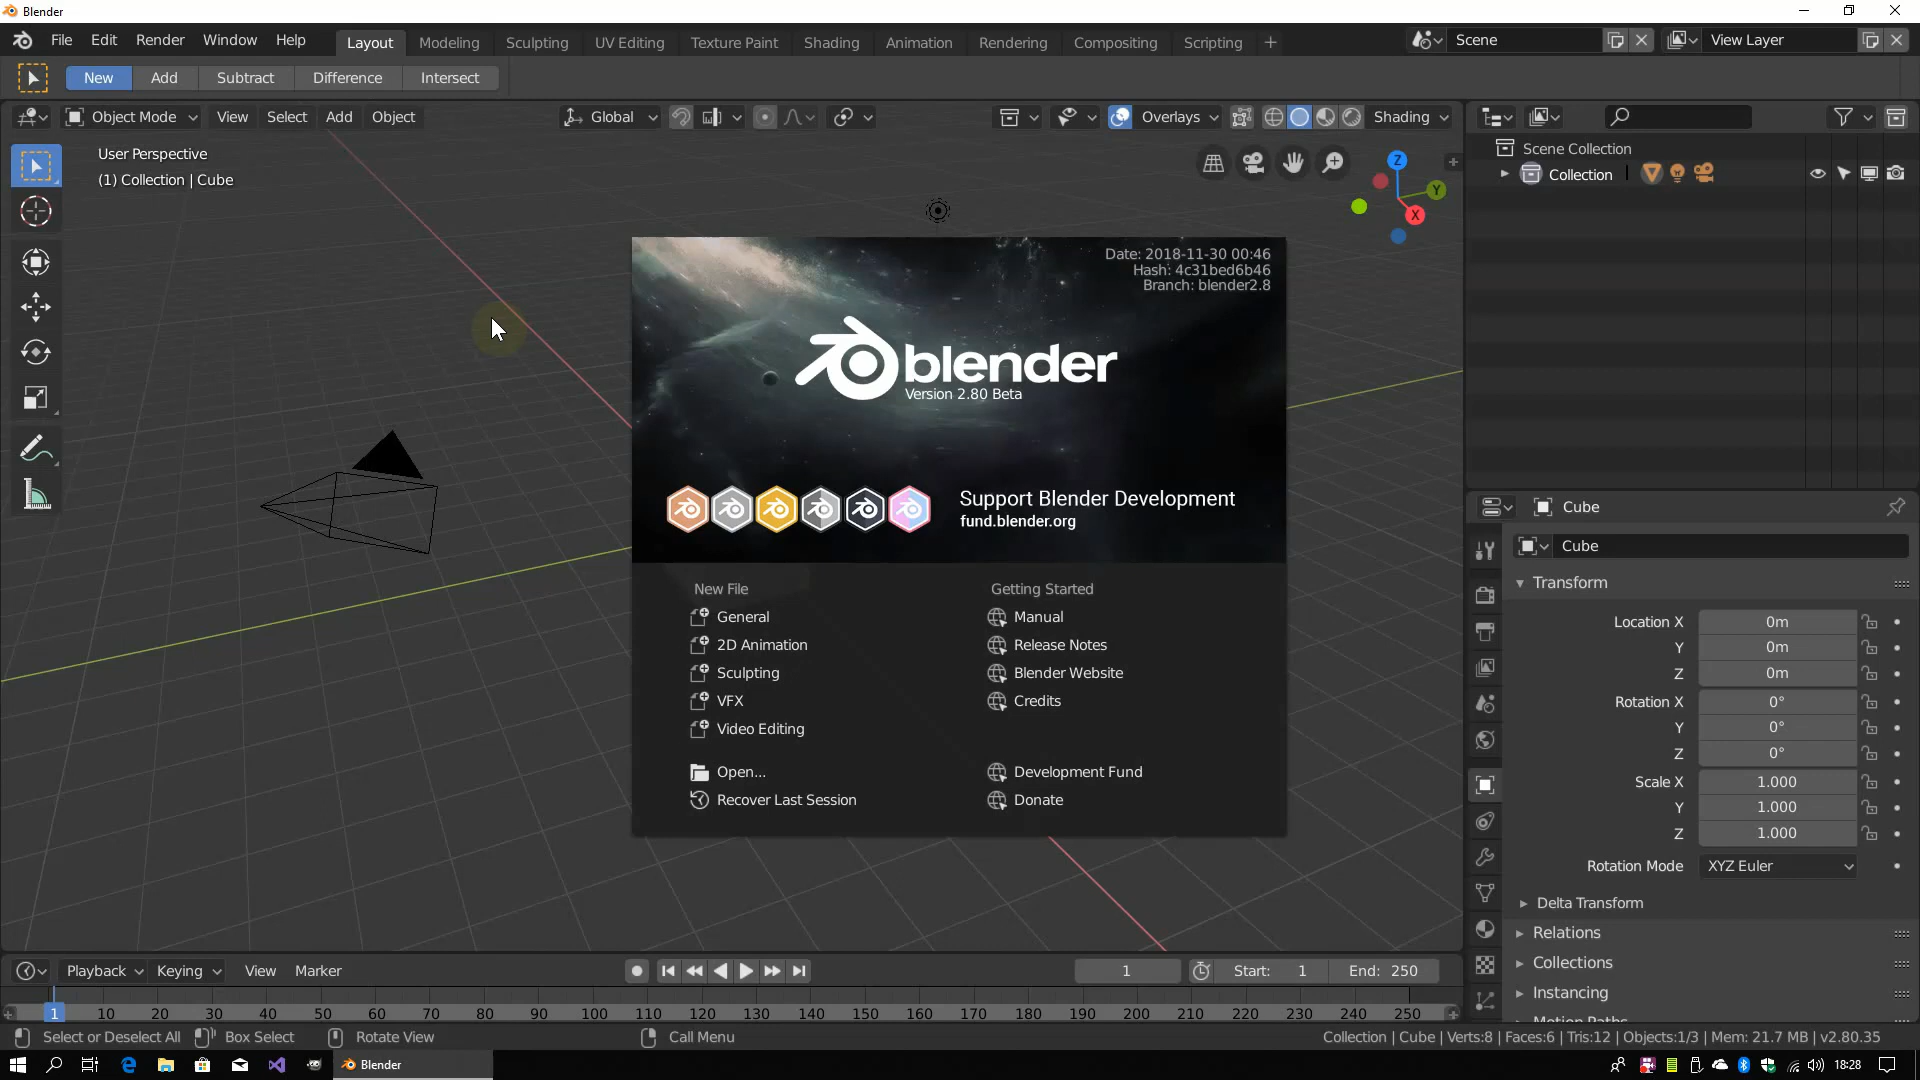 Blender
File Edit Render Window Help Layout Modeling Sculpting UV Editing Texture Paint Shading Animation Rendering Compositing Scripting + Scene View Layer
New Add Subtract Difference Intersect
Object Mode View Select Add Object Global Overlays Shading
User Perspective
(1) Collection | Cube
Z
Y
X
Scene Collection
Collection
Date: 2018-11-30 00:46
Hash: 4c31bed6b46
Branch: blender2.8
blender
Version 2.80 Beta
Support Blender Development
fund.blender.org
New File
General
2D Animation
Sculpting
VFX
Video Editing
Open...
Recover Last Session
Getting Started
Manual
Release Notes
Blender Website
Credits
Development Fund
Donate
Cube
Cube
Transform
Location X 0m
Y 0m
Z 0m
Rotation X 0°
Y 0°
Z 0°
Scale X 1.000
Y 1.000
Z 1.000
Rotation Mode XYZ Euler
Delta Transform
Relations
Collections
Instancing
Motion Paths
Playback Keying View Marker 1 Start: 1 End: 250
1 10 20 30 40 50 60 70 80 90 100 110 120 130 140 150 160 170 180 190 200 210 220 230 240 250
Select or Deselect All Box Select Rotate View Call Menu Collection | Cube | Verts:8 | Faces:6 | Tris:12 | Objects:1/3 | Mem: 21.7 MB | v2.80.35
Blender 18:28